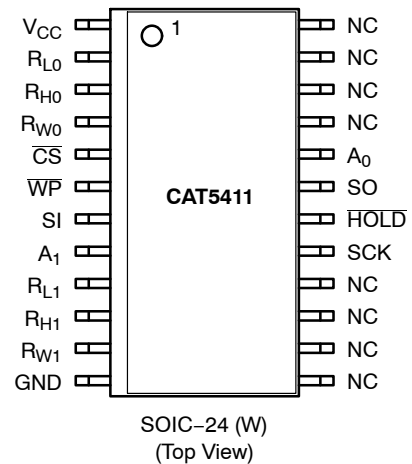 1
VCC NC
RL0 NC
RH0 NC
RW0 NC
CS A0
WP SO
CAT5411
SI HOLD
A1 SCK
RL1 NC
RH1 NC
RW1 NC
GND NC
SOIC−24 (W)
(Top View)